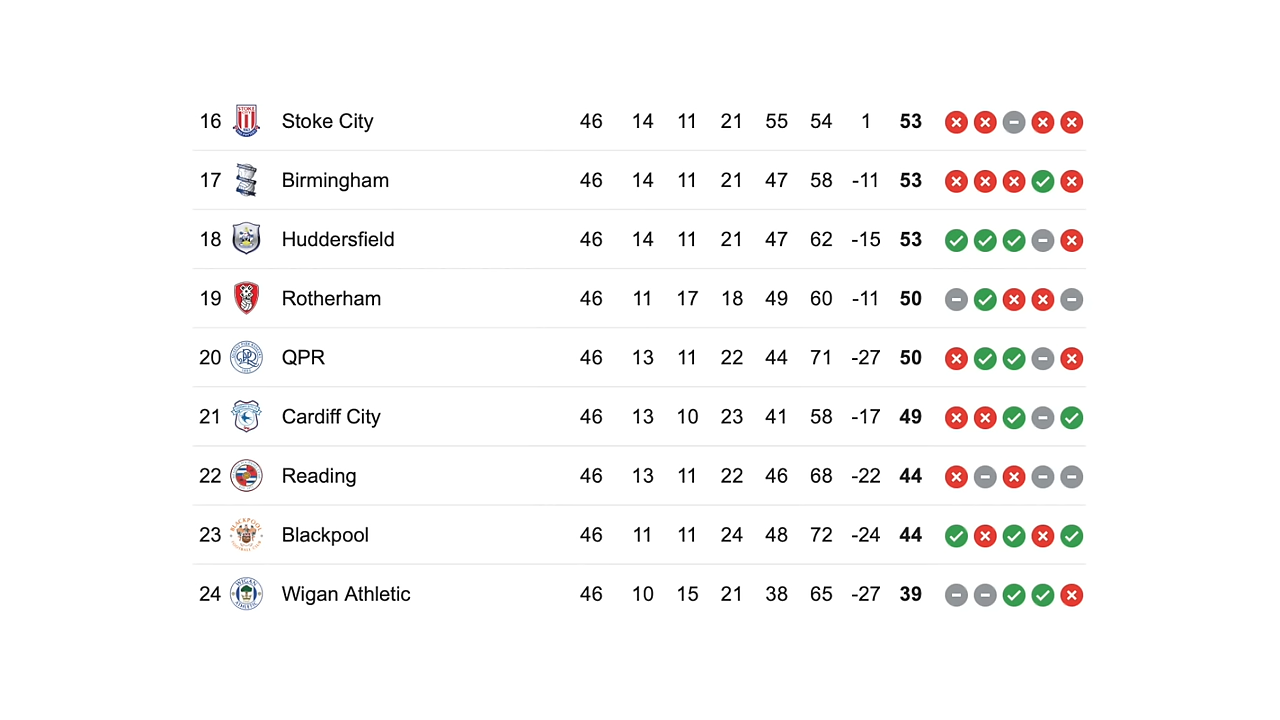 16 Stoke City 46 14 11 21 55 54 1 53
17 Birmingham 46 14 11 21 47 58 -11 53
18 Huddersfield 46 14 11 21 47 62 -15 53
19 Rotherham 46 11 17 18 49 60 -11 50
20 QPR 46 13 11 22 44 71 -27 50
21 Cardiff City 46 13 10 23 41 58 -17 49
22 Reading 46 13 11 22 46 68 -22 44
23 Blackpool 46 11 11 24 48 72 -24 44
24 Wigan Athletic 46 10 15 21 38 65 -27 39